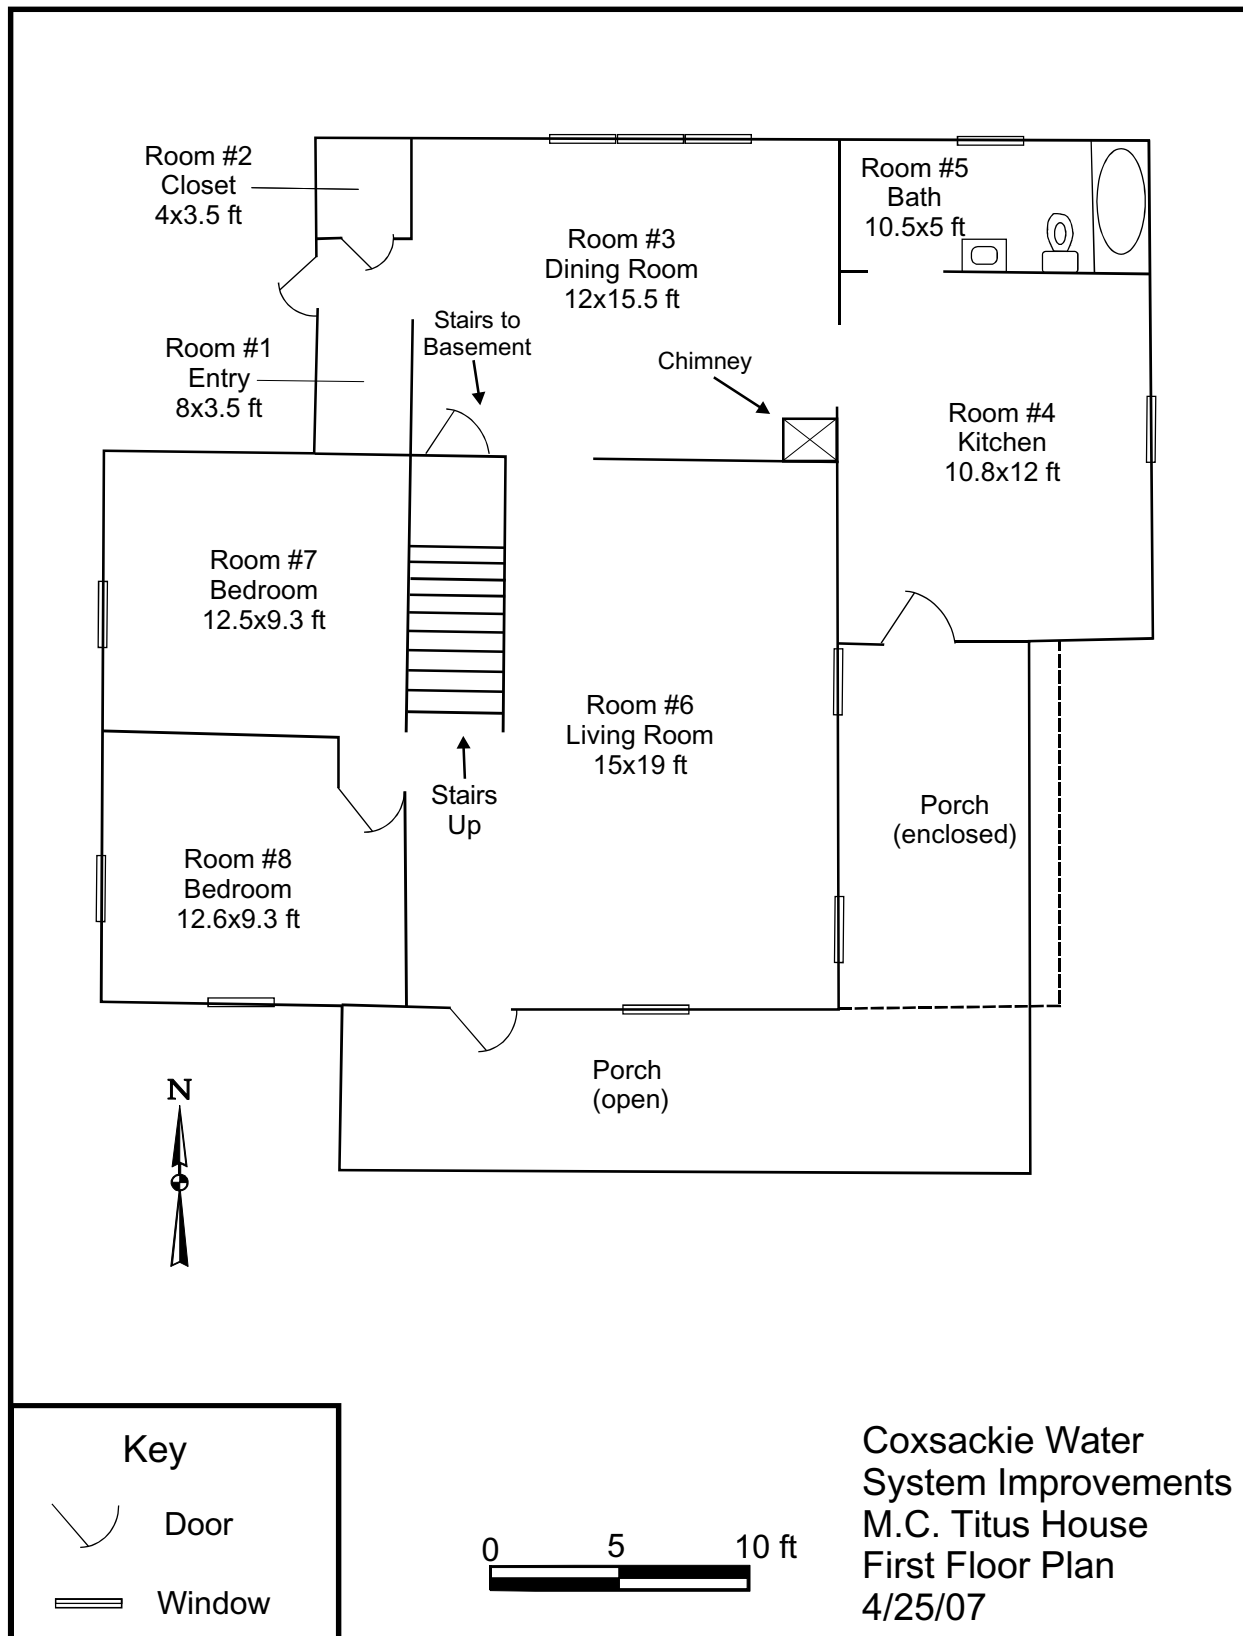 Room #2
Closet
4x3.5 ft
Room #5
Bath
10.5x5 ft
Room #3
Dining Room
12x15.5 ft
Stairs to
Basement
Room #1
Entry
8x3.5 ft
Chimney
Room #4
Kitchen
10.8x12 ft
Room #7
Bedroom
12.5x9.3 ft
Room #6
Living Room
15x19 ft
Stairs
Up
Porch
(enclosed)
Room #8
Bedroom
12.6x9.3 ft
Porch
(open)
N
Key
Door
Window
0 5 10 ft
Coxsackie Water
System Improvements
M.C. Titus House
First Floor Plan
4/25/07